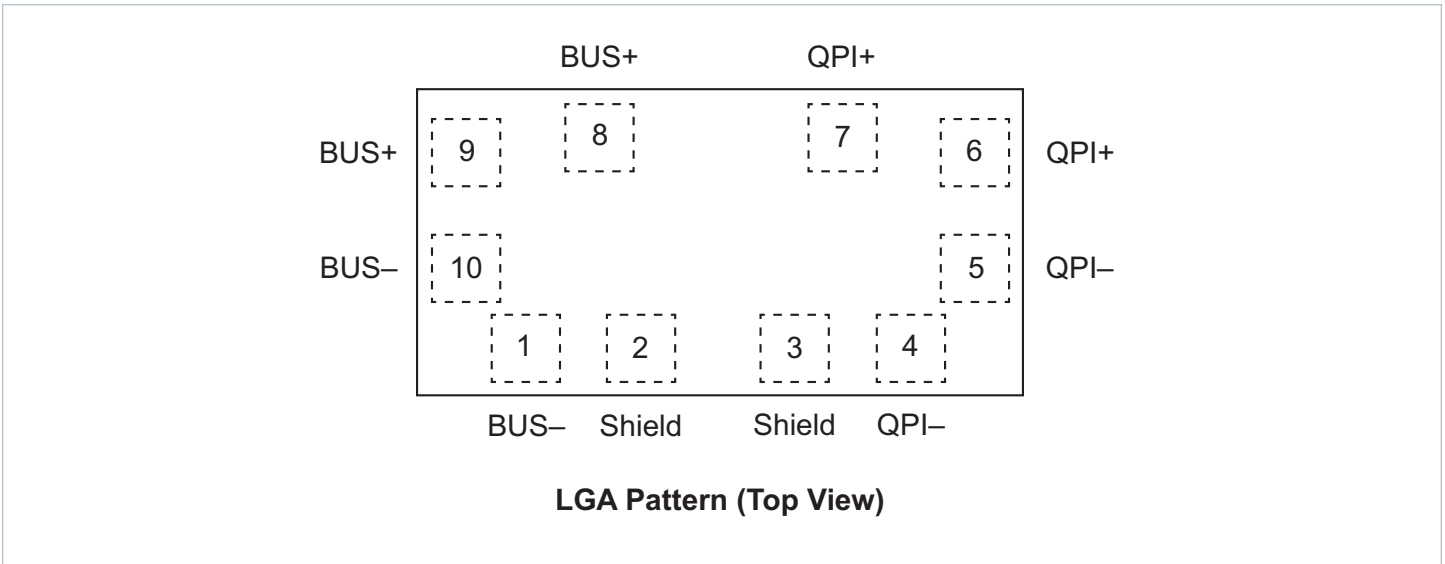 BUS+ QPI+
BUS+ 9 8 7 6 QPI+
BUS– 10 5 QPI–
1 2 3 4
BUS– Shield Shield QPI–
LGA Pattern (Top View)